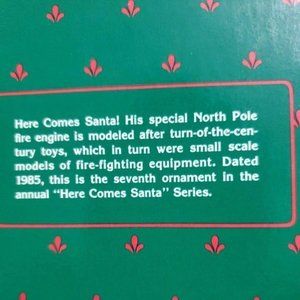 Here Comes Santa! His special North Pole
fire engine is modeled after turn-of-the-cen-
tury toys, which in turn were small scale
models of fire-fighting equipment. Dated
1985, this is the seventh ornament in the
annual "Here Comes Santa" Series.